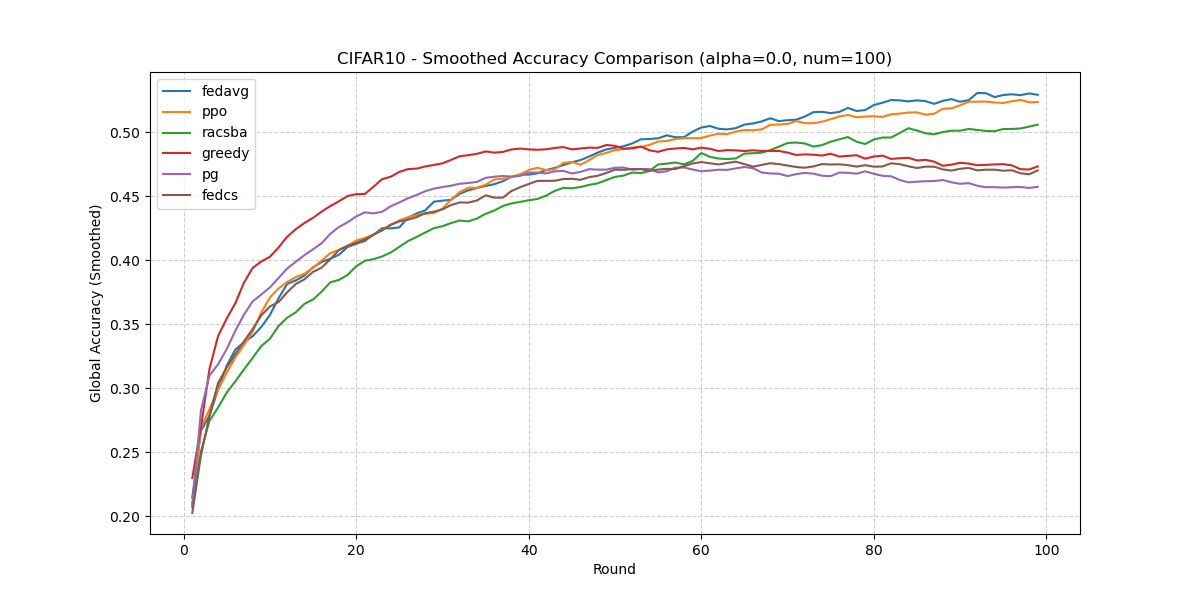 CIFAR10 - Smoothed Accuracy Comparison (alpha=0.0, num=100)
fedavg
ppo
racsba
greedy
pg
fedcs
Global Accuracy (Smoothed)
0.50
0.45
0.40
0.35
0.30
0.25
0.20
0 20 40 60 80 100
Round